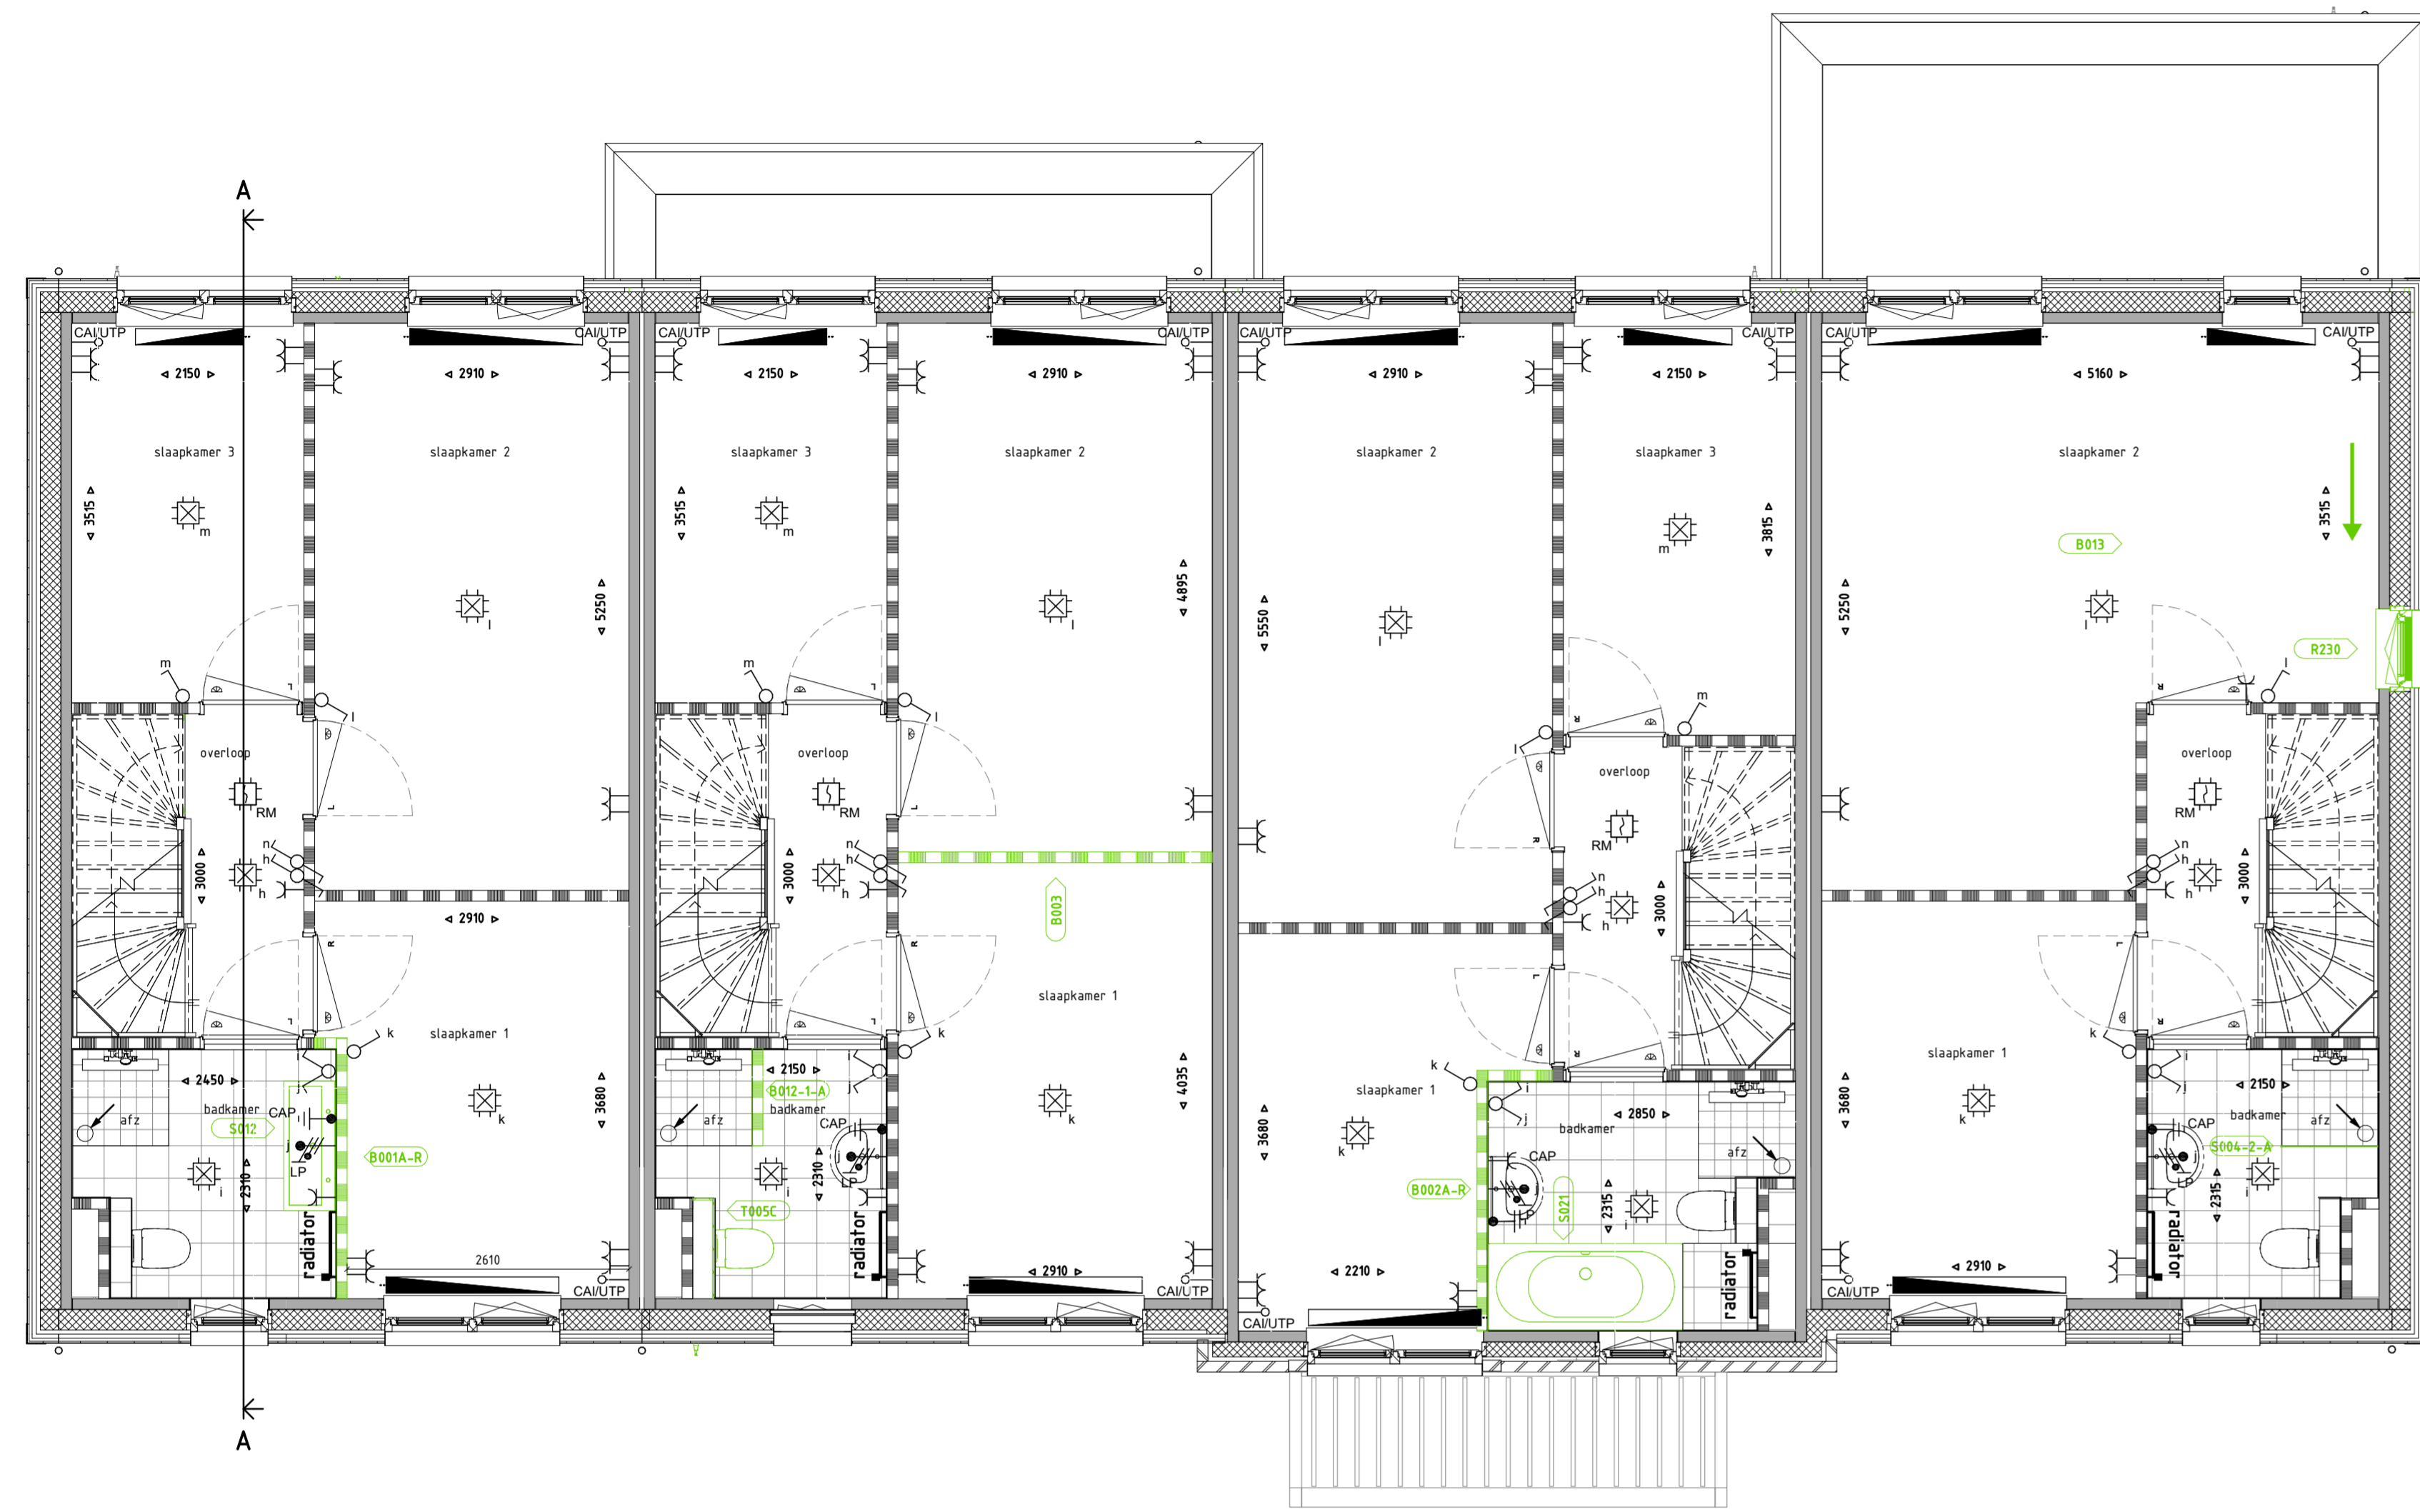 A
CAI/UTP
CAI/UTP
CAI/UTP
CAI/UTP
CAI/UTP
CAI/UTP
CAI/UTP
CAI/UTP
2150
2910
2150
2910
2910
2150
5160
slaapkamer 3
slaapkamer 2
slaapkamer 3
slaapkamer 2
slaapkamer 2
slaapkamer 3
slaapkamer 2
3515
m
3515
m
m
3815
3515
B013
5250
l
4895
l
5550
l
5250
l
R230
m
L
l
m
L
l
l
R
m
R
l
overloop
L
RM
overloop
L
RM
overloop
R
RM
overloop
RM
n
h
h
3000
n
h
h
3000
n
h
h
3000
n
h
h
3000
2910
B003
R
R
L
L
slaapkamer 1
L
k
slaapkamer 1
L
k
slaapkamer 1
R
k
slaapkamer 1
R
k
2450
i
j
2150
i
j
i
j
2850
i
j
2150
badkamer
CAP
afz
S012
j
LP
B001A-R
k
3680
B012-1-A
badkamer
CAP
afz
j
LP
k
4035
3680
k
badkamer
CAP
afz
LP
B002A-R
S021
3680
k
badkamer
CAP
afz
S004-2-A
j
LP
i
2310
i
2310
i
2315
i
2315
T005C
radiator
radiator
radiator
radiator
2610
2910
2210
2910
CAI/UTP
CAI/UTP
CAI/UTP
CAI/UTP
A